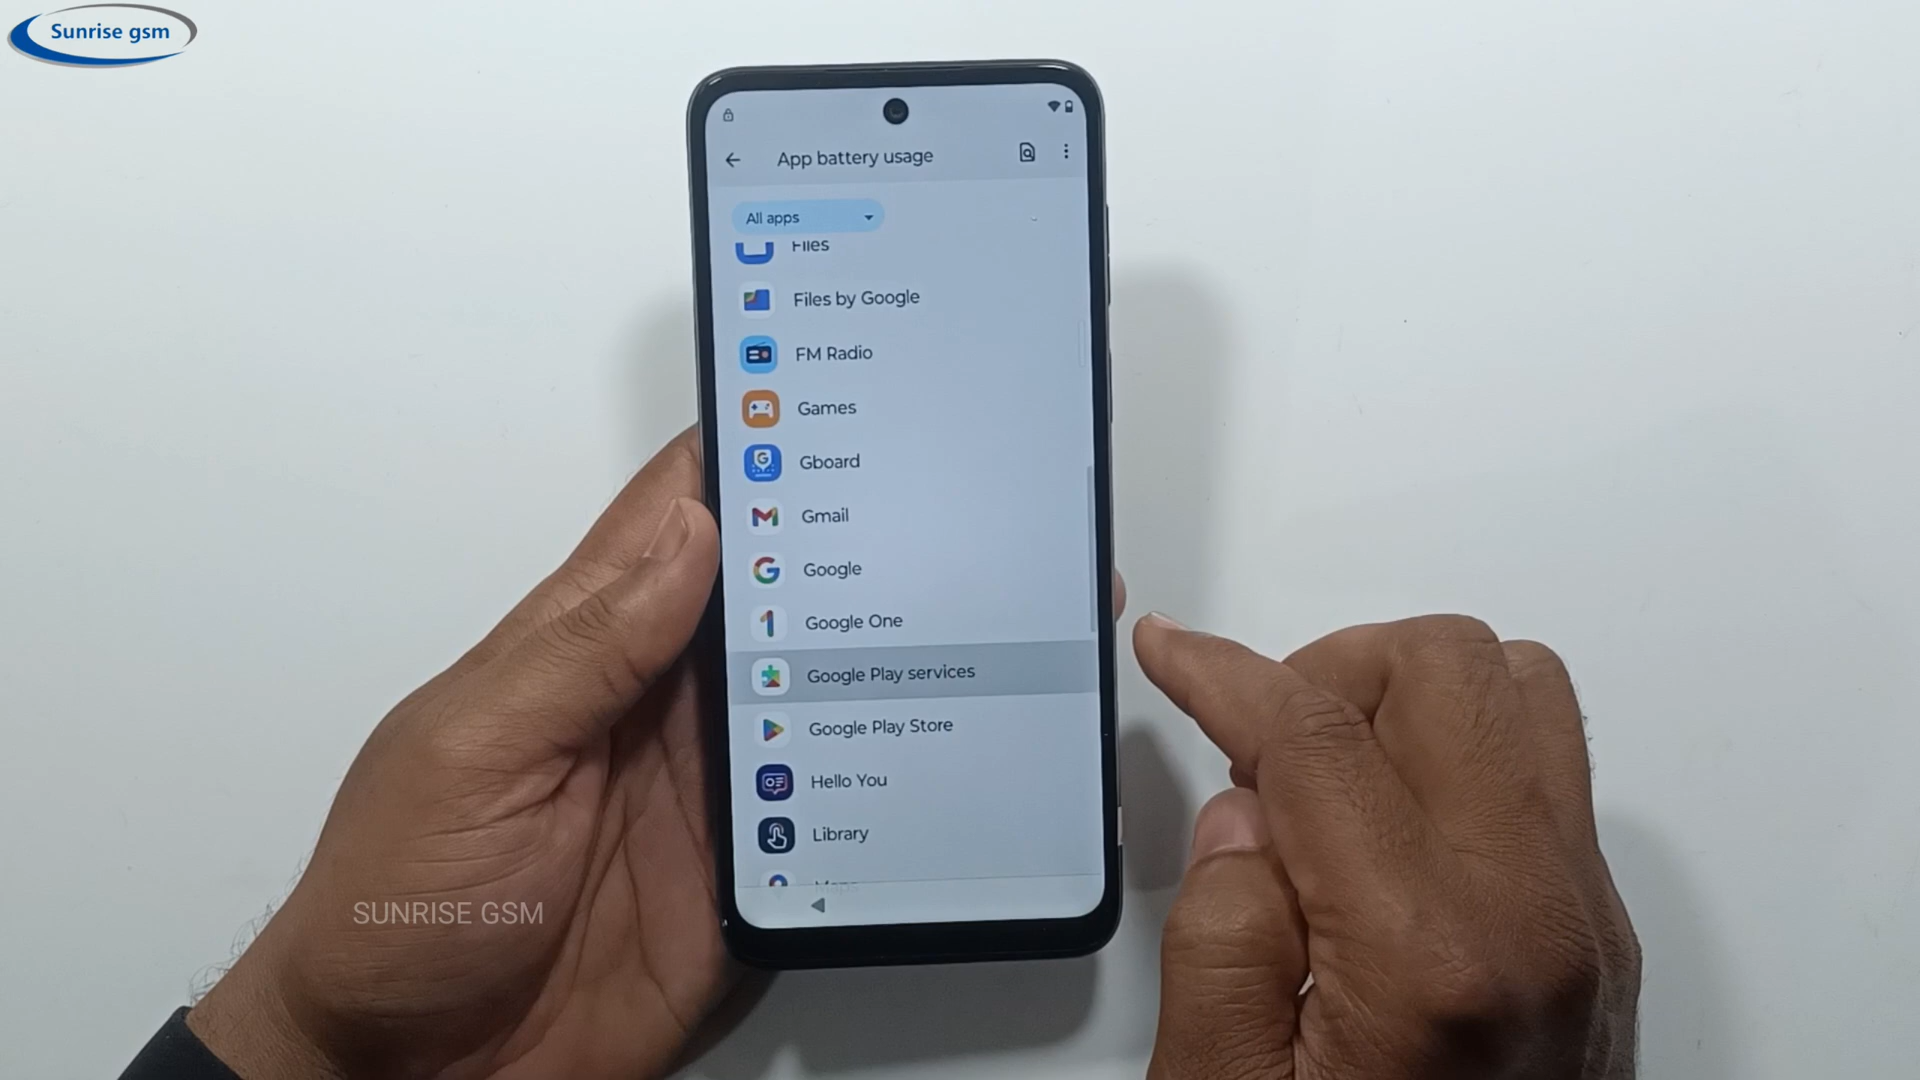 Sunrise gsm
App battery usage
All apps
Files
Files by Google
FM Radio
Games
Gboard
Gmail
Google
Google One
Google Play services
Google Play Store
Hello You
Library
Maps
SUNRISE GSM